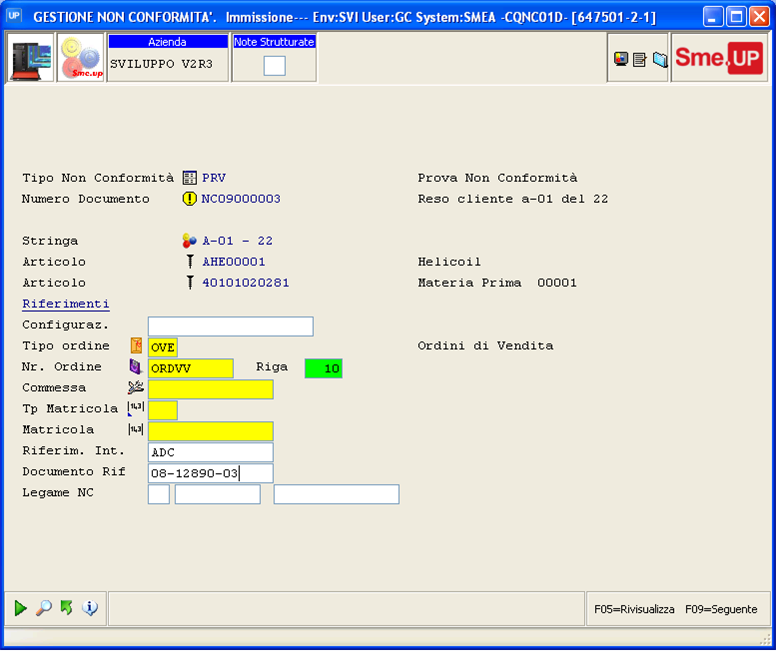 UP GESTIONE NON CONFORMITA'. Immissione--- Env:SVI User:GC System:SMEA -CQNC01D- [647501-2-1]
Sme.up
Azienda
SVILUPPO V2R3
Note Strutturate
Sme.UP
Tipo Non Conformità PRV Prova Non Conformità
Numero Documento NC09000003 Reso cliente a-01 del 22
Stringa A-01 - 22
Articolo AHE00001 Helicoil
Articolo 40101020281 Materia Prima 00001
Riferimenti
Configuraz.
Tipo ordine OVE Ordini di Vendita
Nr. Ordine ORDVV Riga 10
Commessa
Tp Matricola
Matricola
Riferim. Int. ADC
Documento Rif 08-12890-03
Legame NC
F05=Rivisualizza F09=Seguente